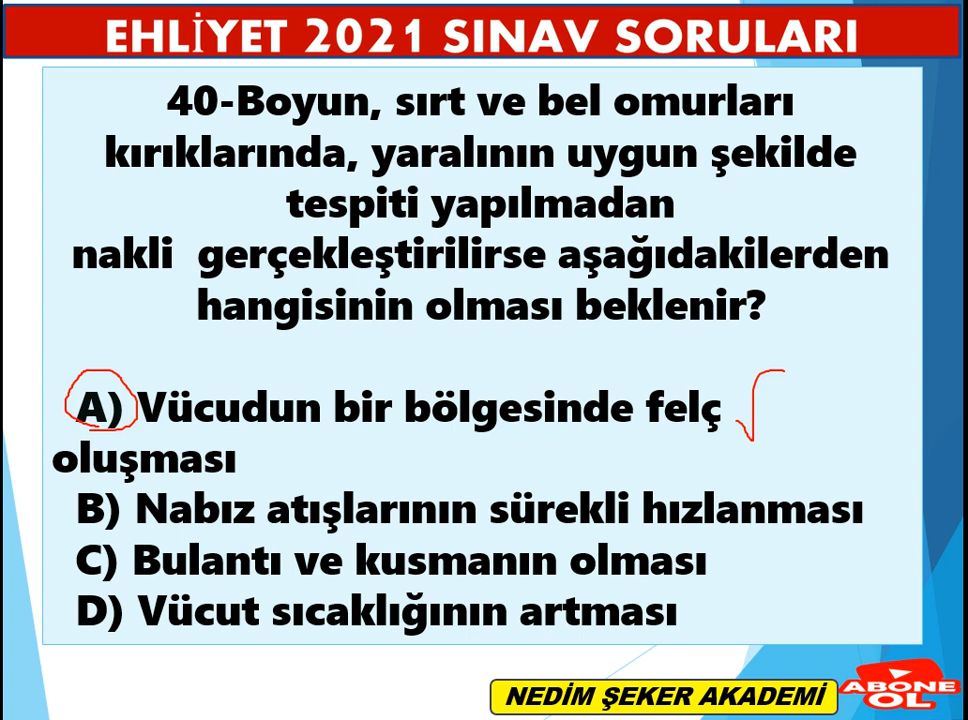 EHLİYET 2021 SINAV SORULARI
40-Boyun, sırt ve bel omurları
kırıklarında, yaralının uygun şekilde
tespiti yapılmadan
nakli gerçekleştirilirse aşağıdakilerden
hangisinin olması beklenir?
A) Vücudun bir bölgesinde felç
oluşması
B) Nabız atışlarının sürekli hızlanması
C) Bulantı ve kusmanın olması
D) Vücut sıcaklığının artması
NEDİM ŞEKER AKADEMİ
ABONE
OL